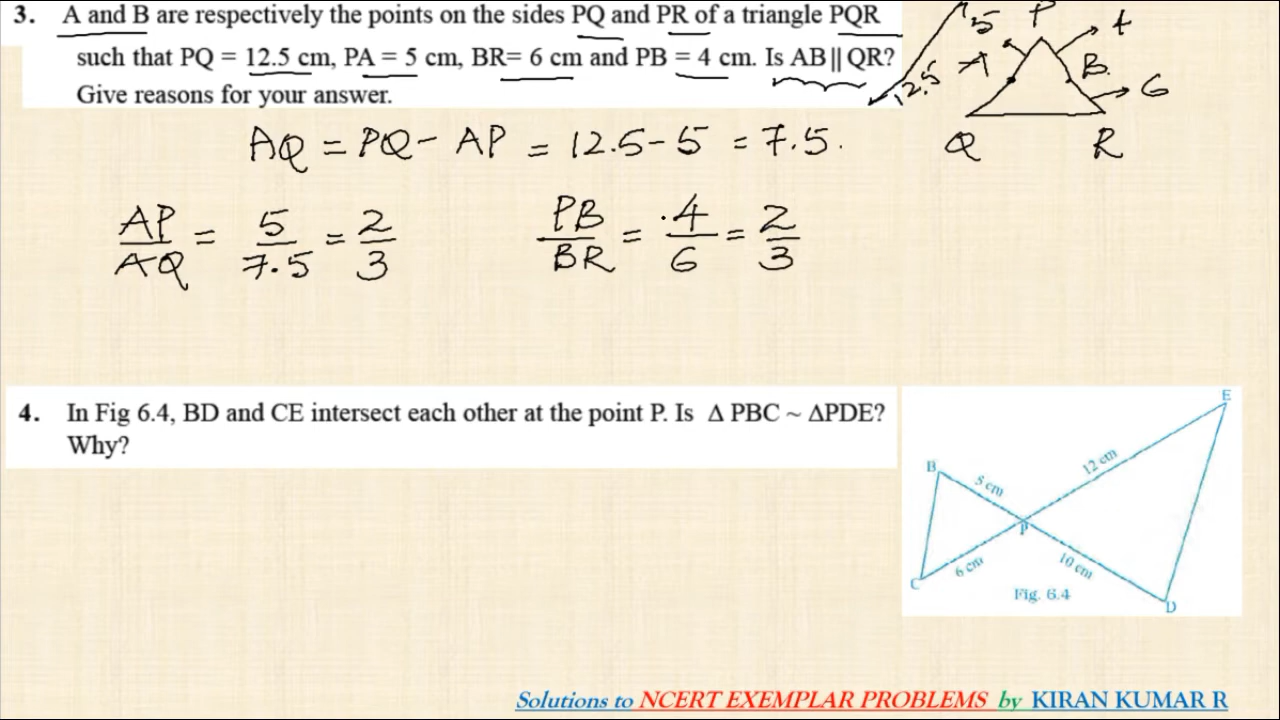 3. A and B are respectively the points on the sides PQ and PR of a triangle PQR
such that PQ = 12.5 cm, PA = 5 cm, BR= 6 cm and PB = 4 cm. Is AB || QR?
Give reasons for your answer.
5 P 4
A B
12.5 6
Q R
AQ = PQ - AP = 12.5 - 5 = 7.5.
AP/AQ = 5/7.5 = 2/3 PB/BR = 4/6 = 2/3
4. In Fig 6.4, BD and CE intersect each other at the point P. Is Δ PBC ~ ΔPDE?
Why?
E
12 cm
B
5 cm
P
6 cm 10 cm
C
Fig. 6.4
D
Solutions to NCERT EXEMPLAR PROBLEMS by KIRAN KUMAR R